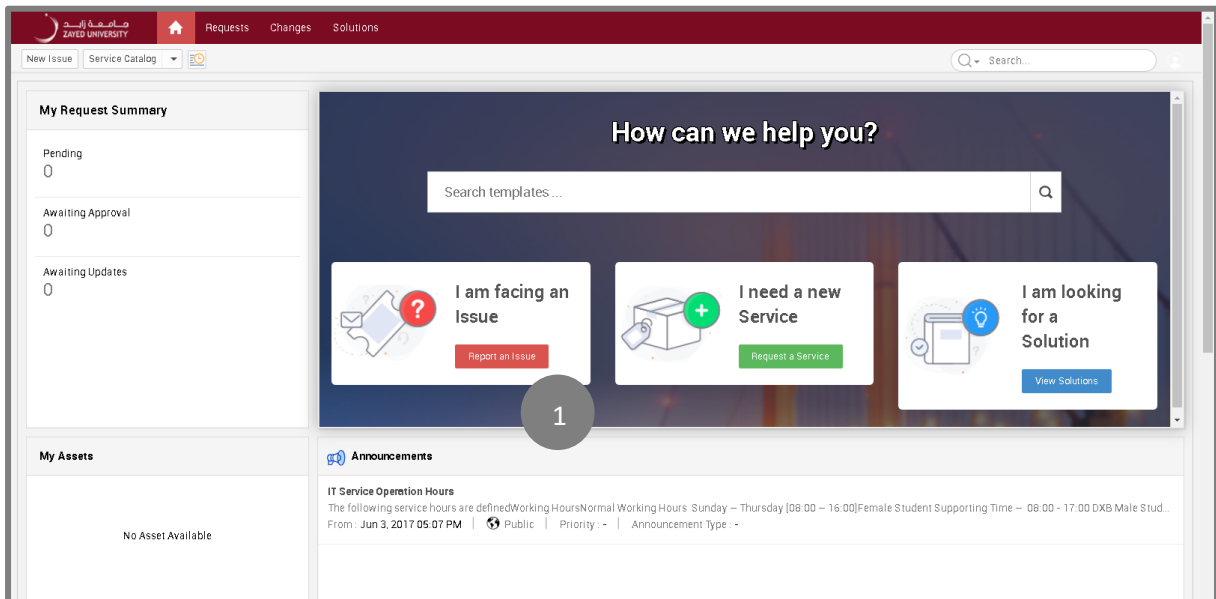 جامعة زايد
ZAYED UNIVERSITY
Requests Changes Solutions
New Issue Service Catalog Search...
My Request Summary
Pending
0
Awaiting Approval
0
Awaiting Updates
0
How can we help you?
Search templates ...
I am facing an
Issue
Report an Issue
I need a new
Service
Request a Service
I am looking
for a
Solution
View Solutions
1
My Assets
No Asset Available
Announcements
IT Service Operation Hours
The following service hours are definedWorking HoursNormal Working Hours Sunday – Thursday [08:00 – 16:00]Female Student Supporting Time – 08:00 - 17:00 DXB Male Stud...
From : Jun 3, 2017 05:07 PM | Public | Priority : - | Announcement Type : -